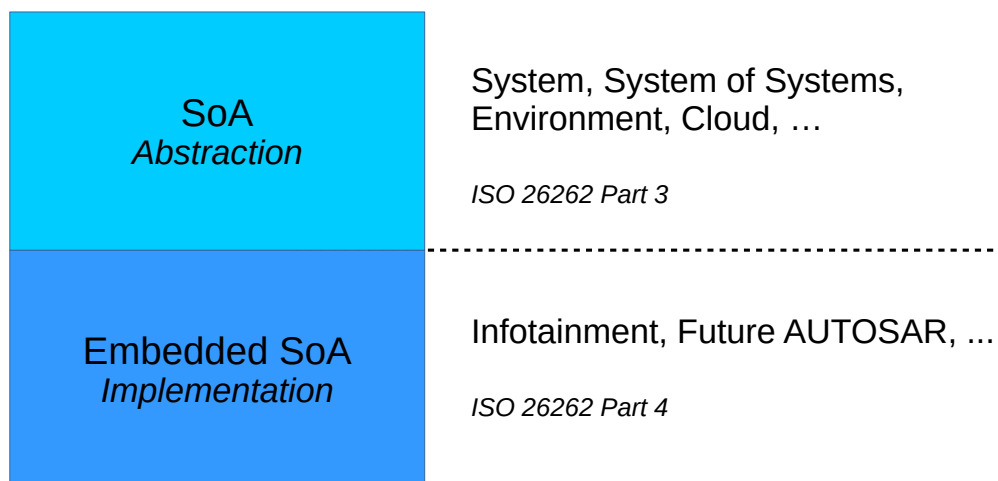 SoA
Abstraction
System, System of Systems,
Environment, Cloud, …
ISO 26262 Part 3
Embedded SoA
Implementation
Infotainment, Future AUTOSAR, ...
ISO 26262 Part 4